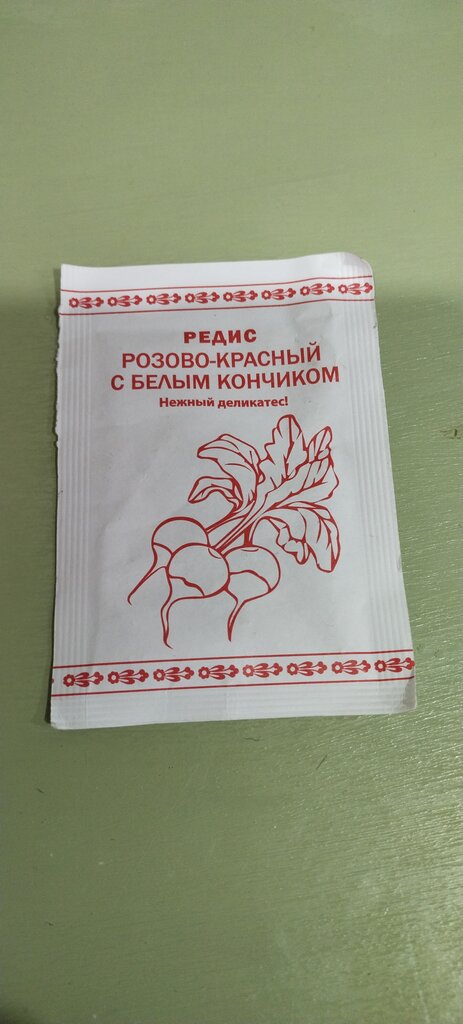 РЕДИС
РОЗОВО-КРАСНЫЙ
С БЕЛЫМ КОНЧИКОМ
Нежный деликатес!